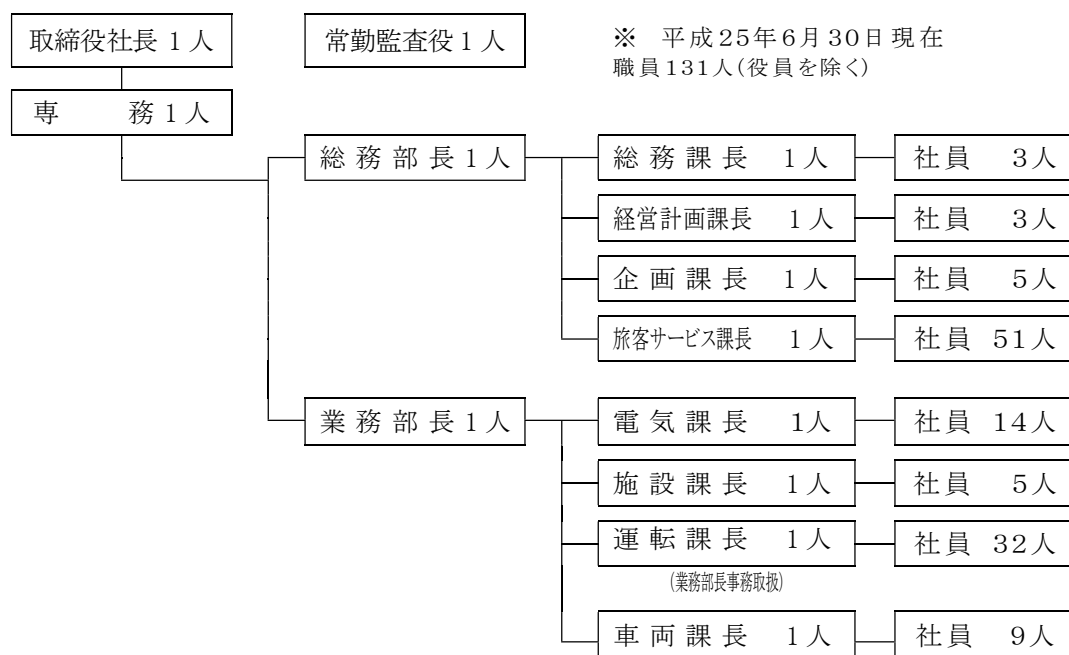 取締役社長 1人
常勤監査役1人
※ 平成25年6月30日現在
職員131人(役員を除く)
専 務1人
総務部長1人
総務課長 1人
社員 3人
経営計画課長 1人
社員 3人
企画課長 1人
社員 5人
旅客サービス課長 1人
社員 51人
業務部長1人
電気課長 1人
社員 14人
施設課長 1人
社員 5人
運転課長 1人
社員 32人
(業務部長事務取扱)
車両課長 1人
社員 9人